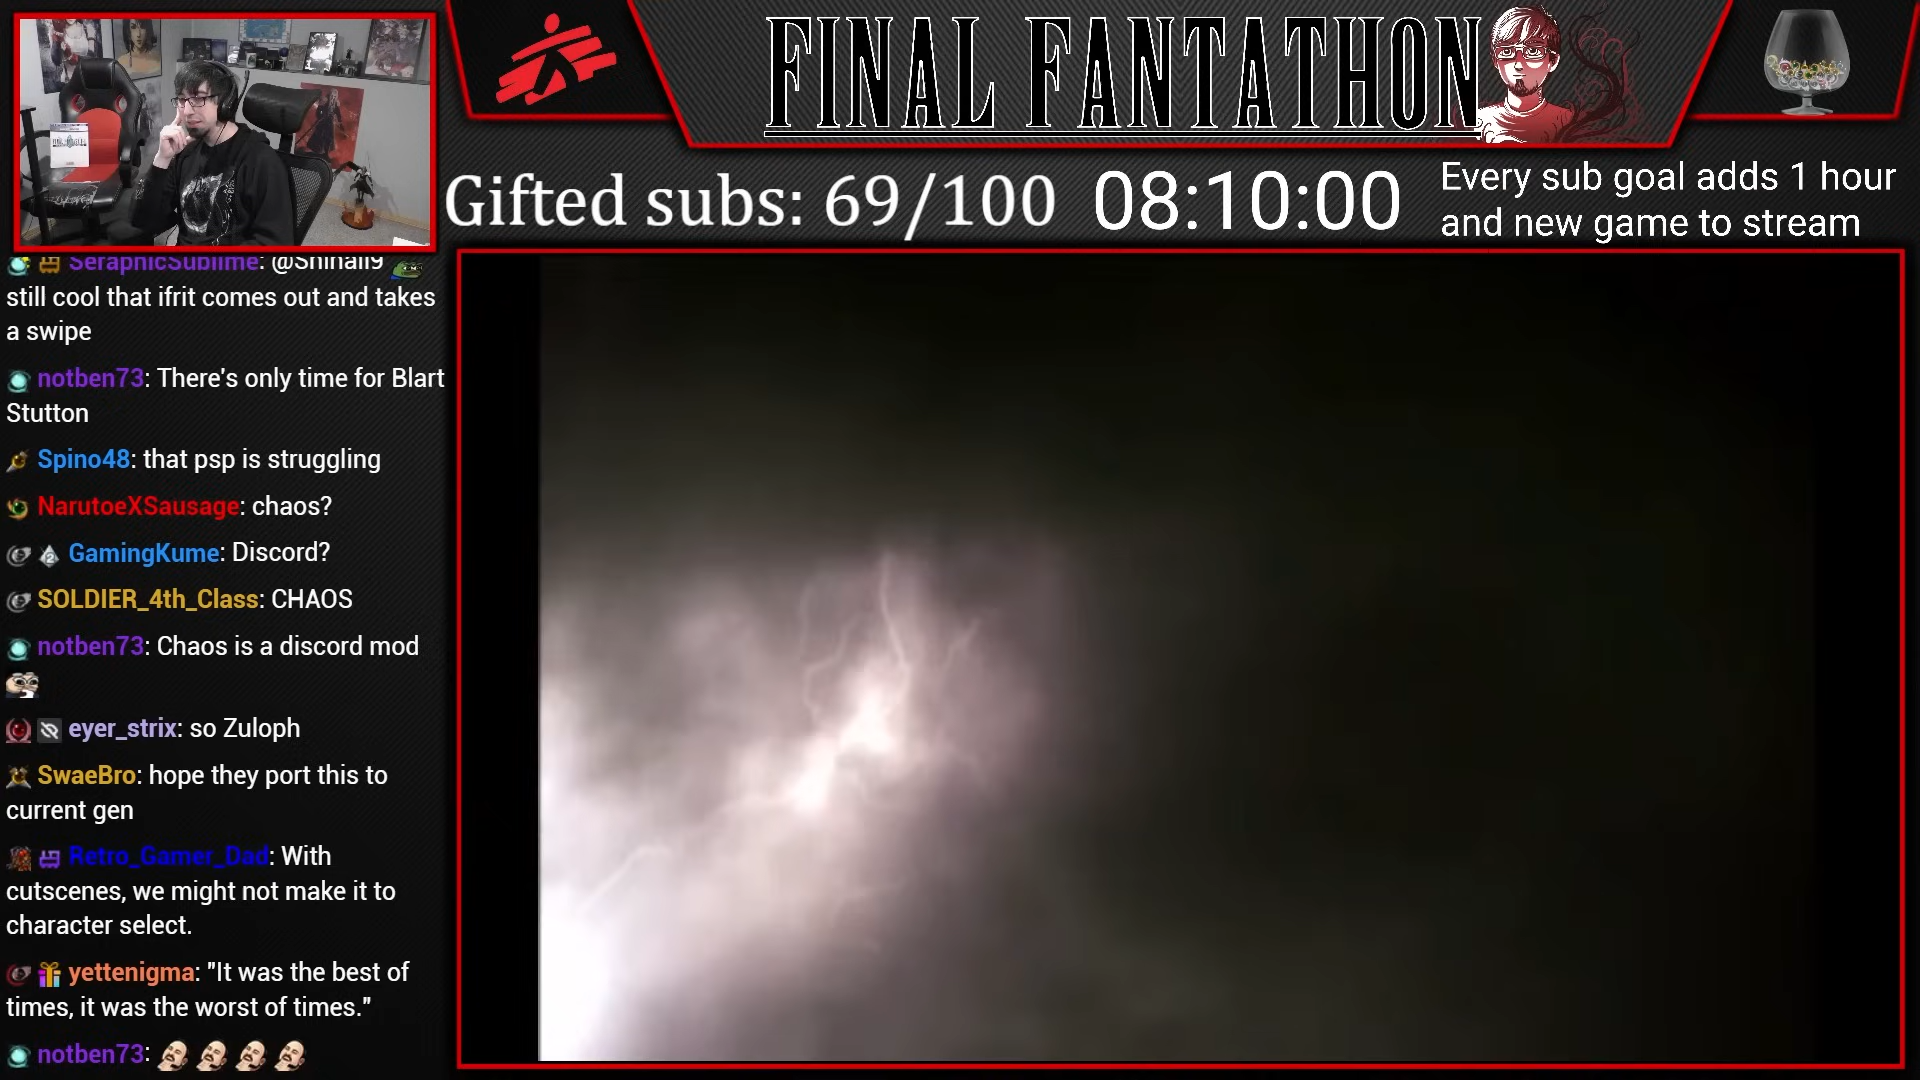 FINAL FANTATHON
Gifted subs: 69/100
08:10:00
Every sub goal adds 1 hour
and new game to stream
SeraphicSublime: @Shinai19
still cool that ifrit comes out and takes
a swipe
notben73: There's only time for Blart
Stutton
Spino48: that psp is struggling
NarutoeXSausage: chaos?
GamingKume: Discord?
SOLDIER_4th_Class: CHAOS
notben73: Chaos is a discord mod
eyer_strix: so Zuloph
SwaeBro: hope they port this to
current gen
Retro_Gamer_Dad: With
cutscenes, we might not make it to
character select.
yettenigma: "It was the best of
times, it was the worst of times."
notben73: